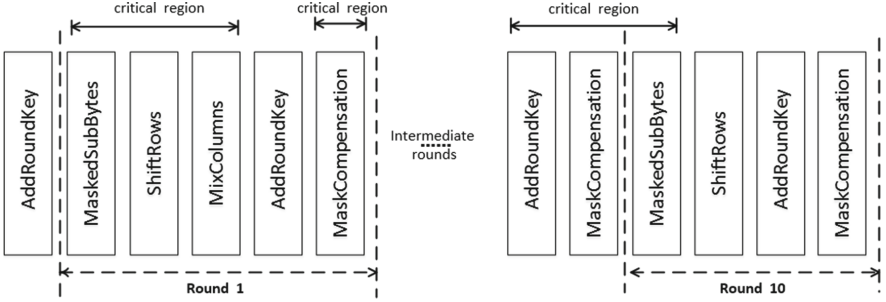 critical region
critical region
critical region
AddRoundKey
MaskedSubBytes
ShiftRows
MixColumns
AddRoundKey
MaskCompensation
Intermediate
rounds
AddRoundKey
MaskCompensation
MaskedSubBytes
ShiftRows
AddRoundKey
MaskCompensation
Round 1
Round 10